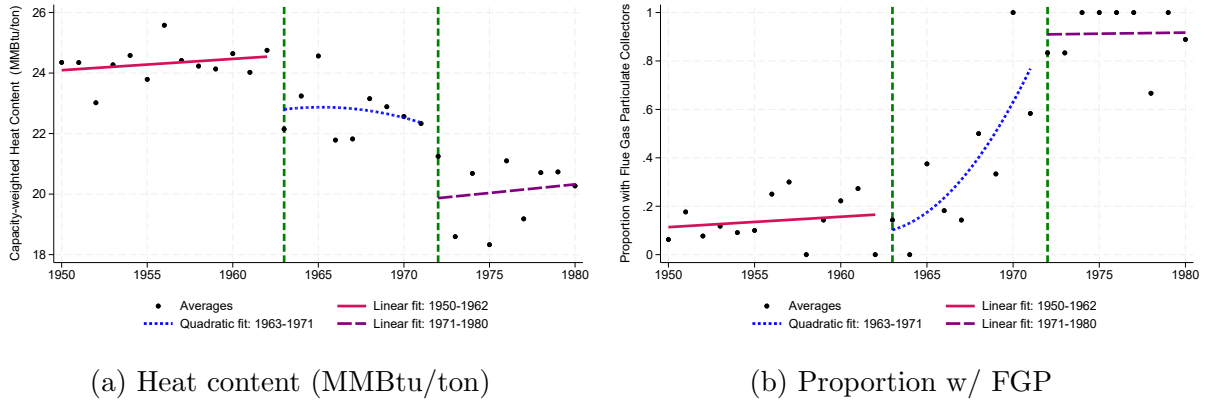 Capacity-weighted Heat Content (MMBtu/ton)
26
24
22
20
18
1950 1955 1960 1965 1970 1975 1980
Averages Linear fit: 1950-1962
Quadratic fit: 1963-1971 Linear fit: 1971-1980
(a) Heat content (MMBtu/ton)
Proportion with Flue Gas Particulate Collectors
1
.8
.6
.4
.2
0
1950 1955 1960 1965 1970 1975 1980
Averages Linear fit: 1950-1962
Quadratic fit: 1963-1971 Linear fit: 1971-1980
(b) Proportion w/ FGP